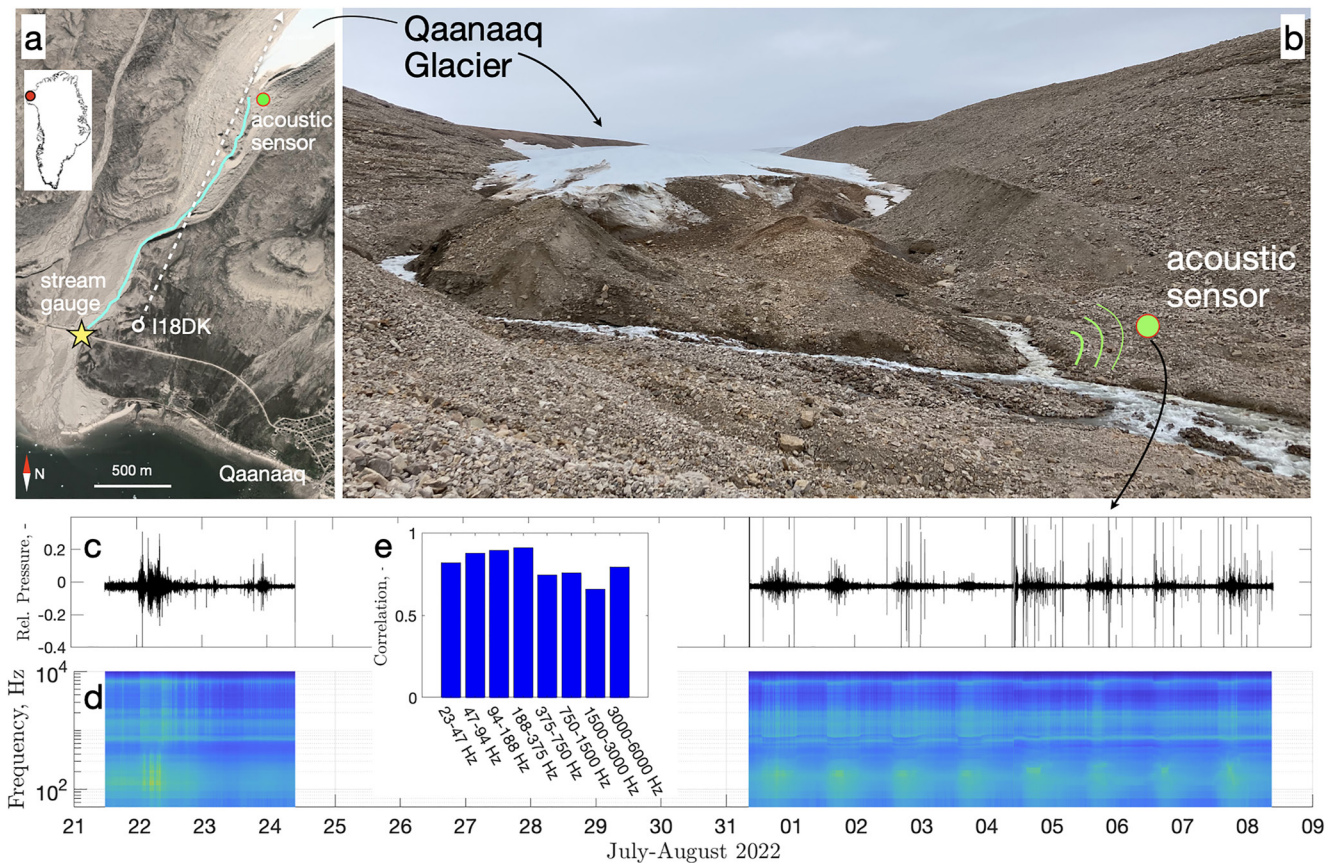 a
Qaanaaq
Glacier
b
acoustic
sensor
stream
gauge
I18DK
N
500 m
Qaanaaq
acoustic
sensor
c
Rel. Pressure, -
0.2
0
-0.2
-0.4
e
Correlation, -
1
0.5
0
23-47 Hz
47-94 Hz
94-188 Hz
188-375 Hz
375-750 Hz
750-1500 Hz
1500-3000 Hz
3000-6000 Hz
d
Frequency, Hz
10⁴
10²
21 22 23 24 25 26 27 28 29 30 31 01 02 03 04 05 06 07 08 09
July-August 2022